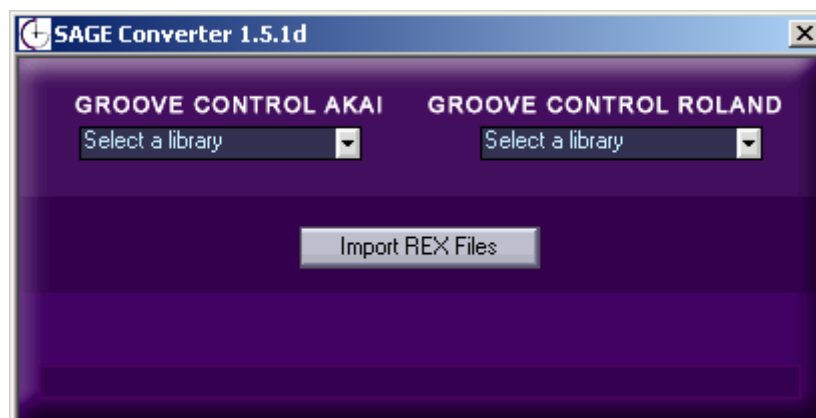 SAGE Converter 1.5.1d
GROOVE CONTROL AKAI
GROOVE CONTROL ROLAND
Select a library
Select a library
Import REX Files